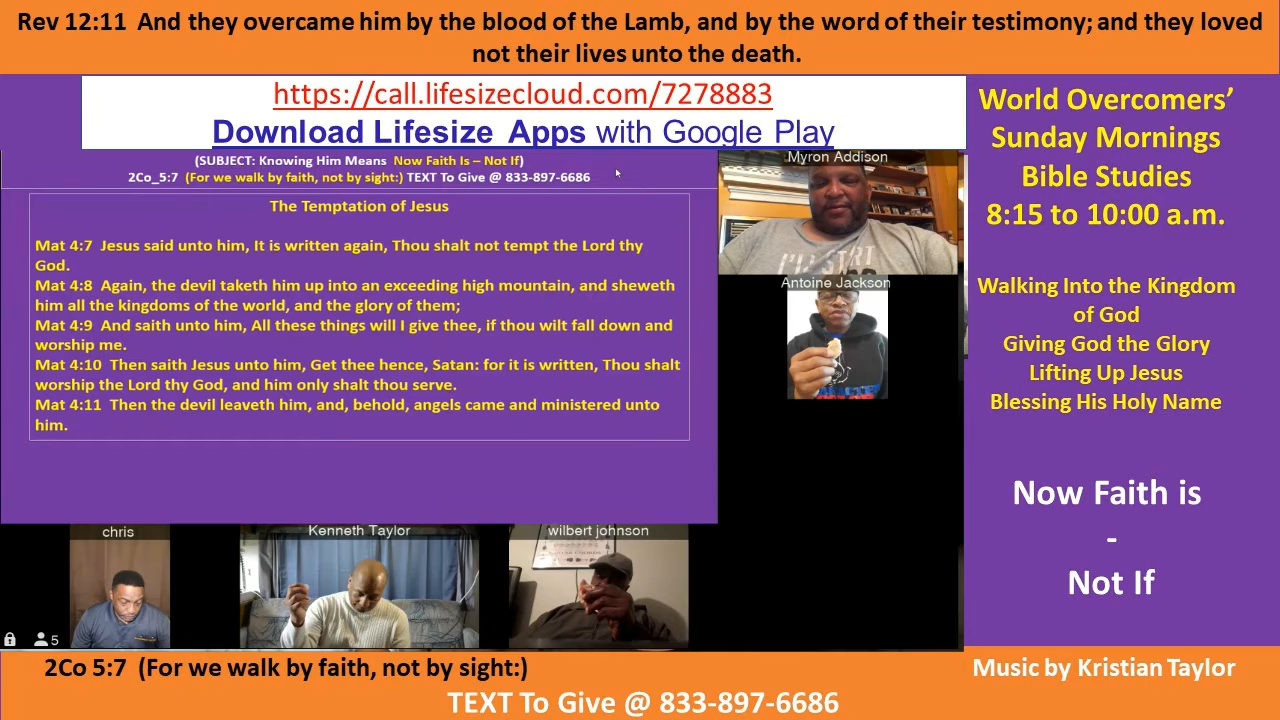 Rev 12:11  And they overcame him by the blood of the Lamb, and by the word of their testimony; and they loved
not their lives unto the death.
https://call.lifesizecloud.com/7278883
Download Lifesize Apps with Google Play
(SUBJECT: Knowing Him Means  Now Faith Is – Not If)
2Co_5:7  (For we walk by faith, not by sight:) TEXT To Give @ 833-897-6686
The Temptation of Jesus
Mat 4:7  Jesus said unto him, It is written again, Thou shalt not tempt the Lord thy
God.
Mat 4:8  Again, the devil taketh him up into an exceeding high mountain, and sheweth
him all the kingdoms of the world, and the glory of them;
Mat 4:9  And saith unto him, All these things will I give thee, if thou wilt fall down and
worship me.
Mat 4:10  Then saith Jesus unto him, Get thee hence, Satan: for it is written, Thou shalt
worship the Lord thy God, and him only shalt thou serve.
Mat 4:11  Then the devil leaveth him, and, behold, angels came and ministered unto
him.
Myron Addison
I'LL START
Antoine Jackson
chris
Kenneth Taylor
wilbert johnson
5
World Overcomers’
Sunday Mornings
Bible Studies
8:15 to 10:00 a.m.
Walking Into the Kingdom
of God
Giving God the Glory
Lifting Up Jesus
Blessing His Holy Name
Now Faith is
-
Not If
2Co 5:7  (For we walk by faith, not by sight:)
Music by Kristian Taylor
TEXT To Give @ 833-897-6686